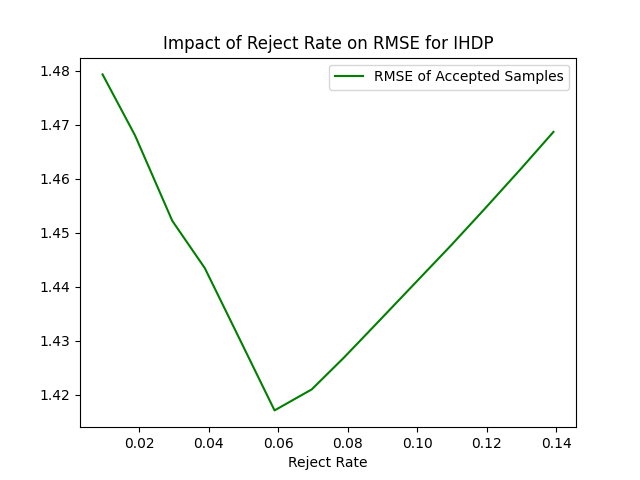 Impact of Reject Rate on RMSE for IHDP
RMSE of Accepted Samples
1.48
1.47
1.46
1.45
1.44
1.43
1.42
0.02 0.04 0.06 0.08 0.10 0.12 0.14
Reject Rate